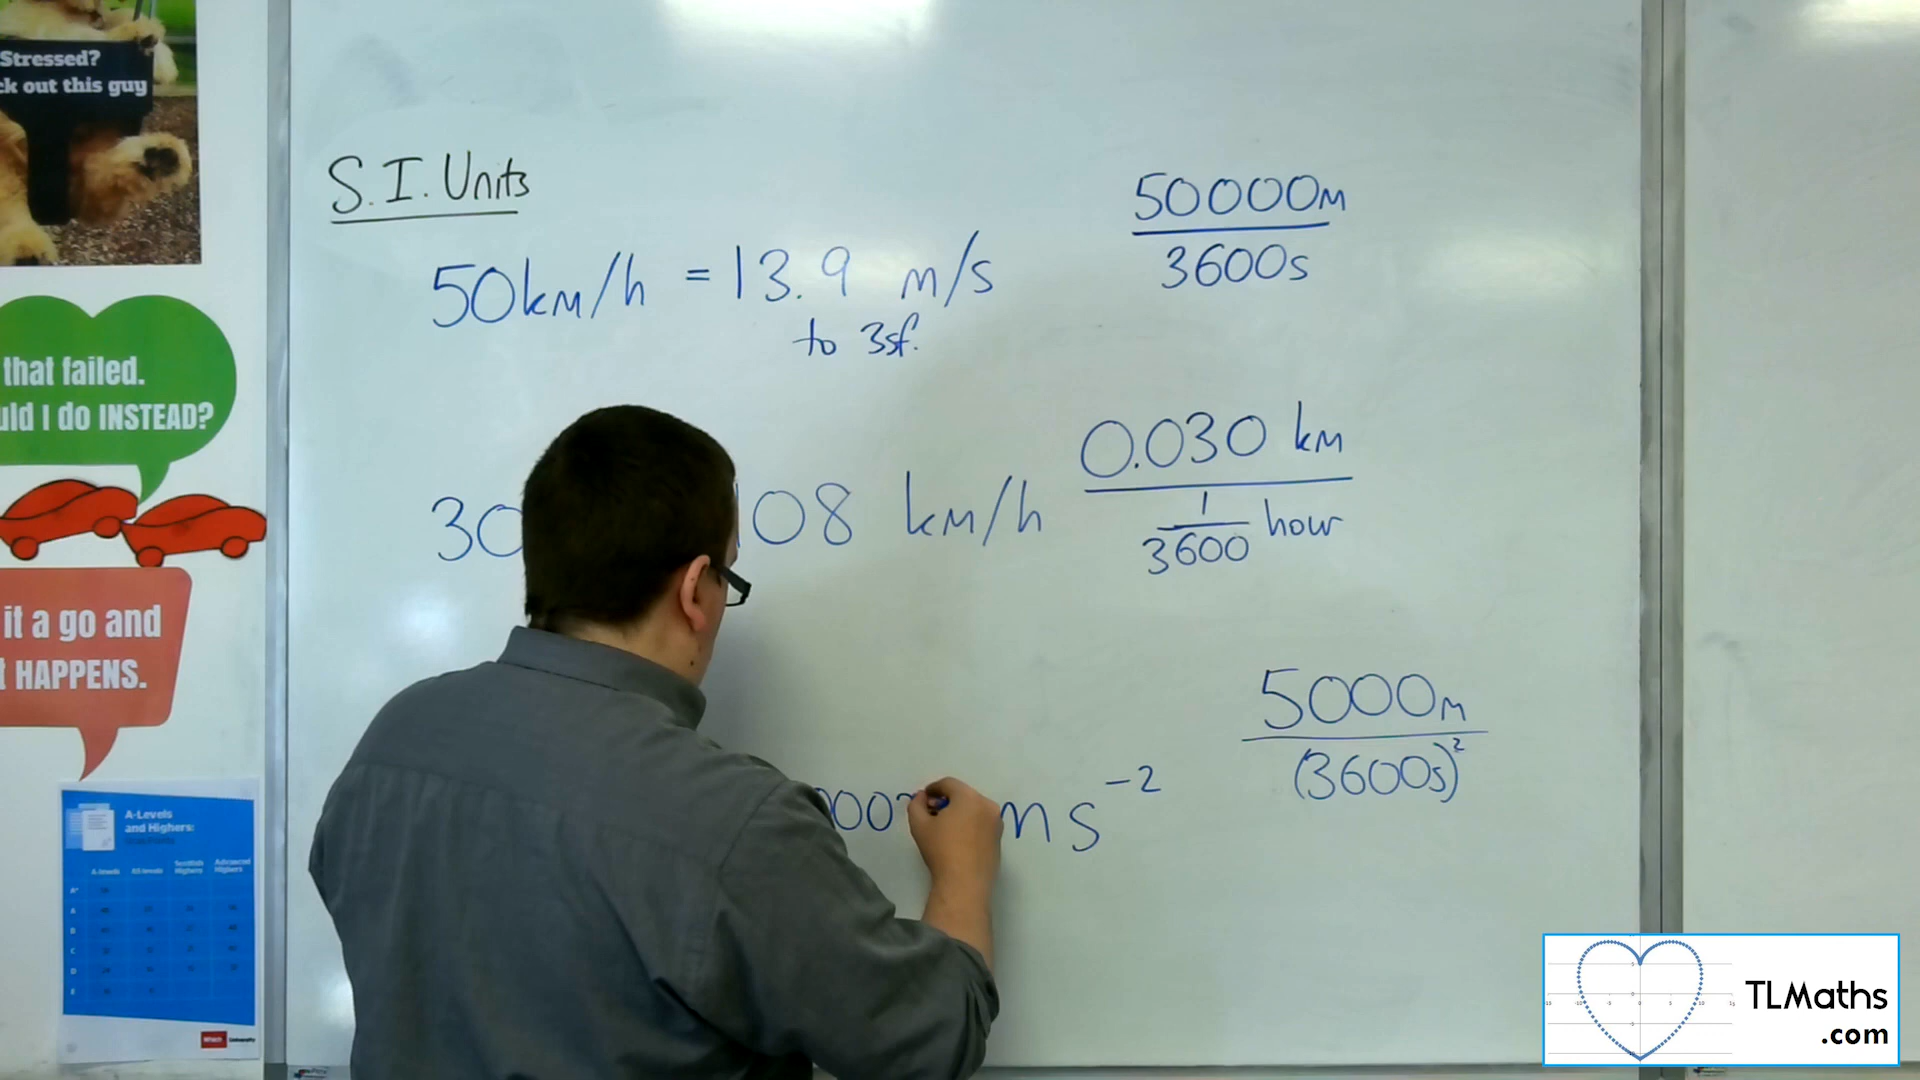 Stressed?
ck out this guy
that failed.
uld I do INSTEAD?
it a go and
t HAPPENS.
A-Levels
and Highers:
S.I. Units
50km/h = 13.9 m/s
to 3sf.
50000m
3600s
30
108 km/h
0.030 km
1
3600 hour
5000m
(3600s)²
ms⁻²
TLMaths
.com